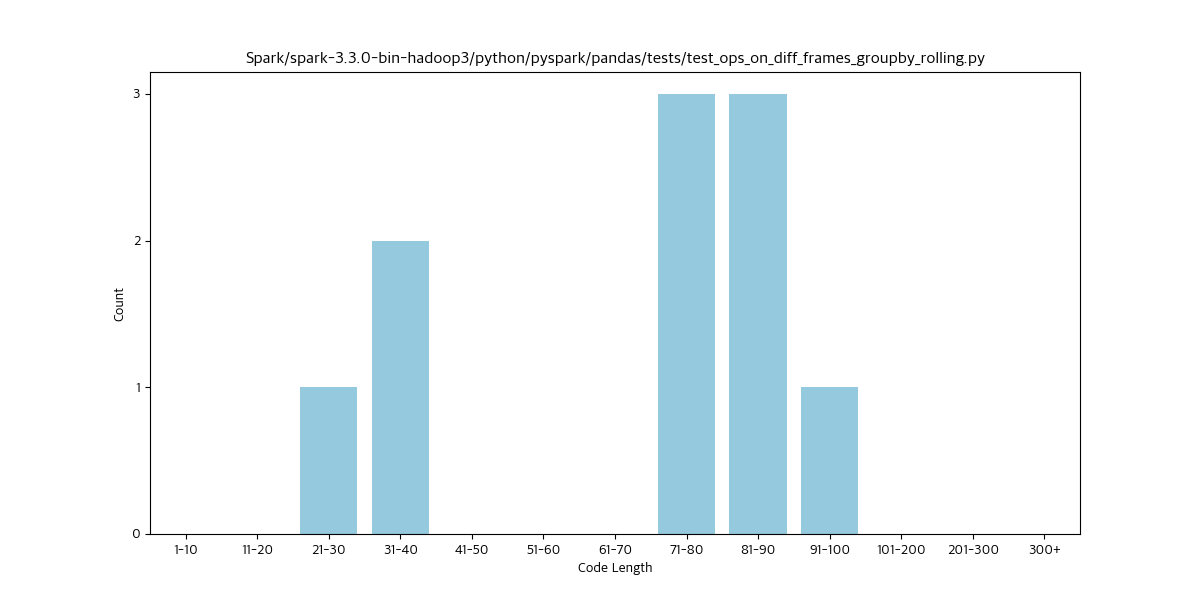 Spark/spark-3.3.0-bin-hadoop3/python/pyspark/pandas/tests/test_ops_on_diff_frames_groupby_rolling.py
3
2
1
0
Count
1-10 11-20 21-30 31-40 41-50 51-60 61-70 71-80 81-90 91-100 101-200 201-300 300+
Code Length